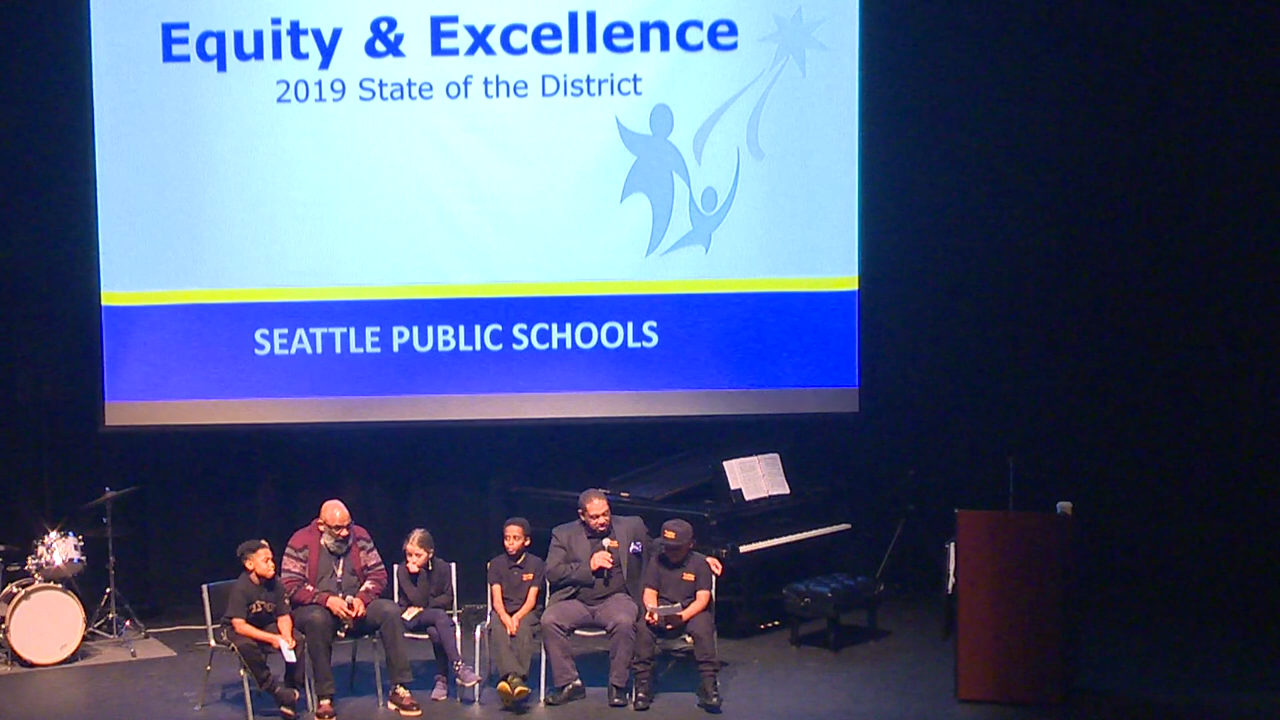 Equity & Excellence
2019 State of the District
SEATTLE PUBLIC SCHOOLS